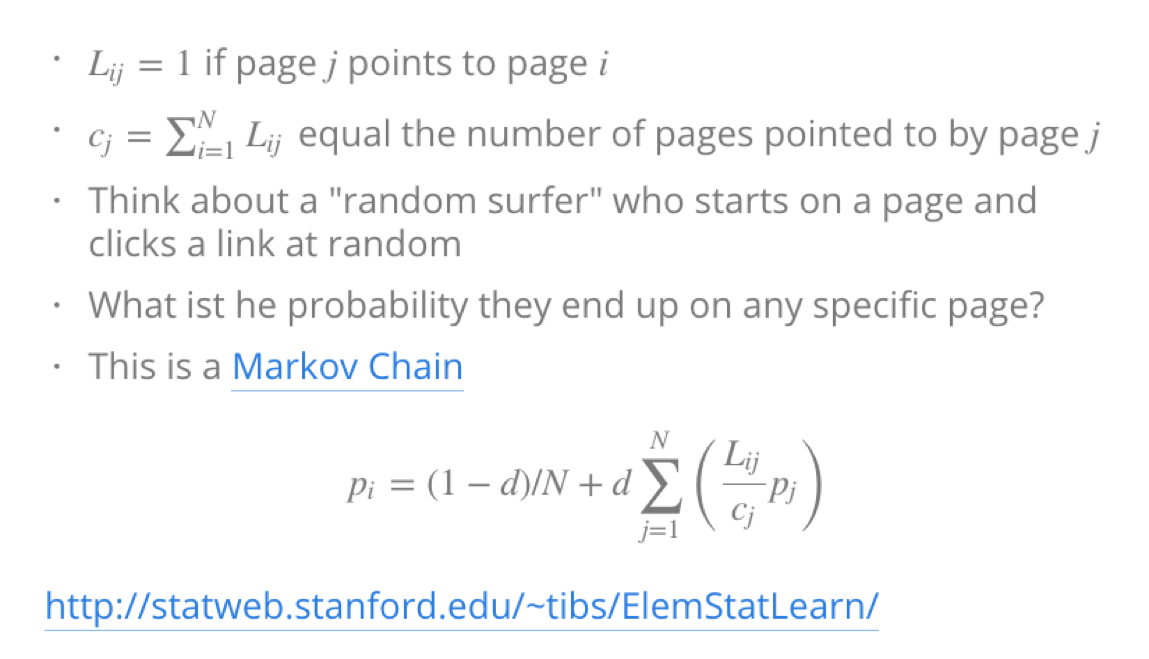 · L_{ij} = 1 if page j points to page i
· c_j = \sum_{i=1}^{N} L_{ij} equal the number of pages pointed to by page j
· Think about a "random surfer" who starts on a page and
clicks a link at random
· What ist he probability they end up on any specific page?
· This is a Markov Chain
p_i = (1 − d)/N + d \sum_{j=1}^{N} \left( \frac{L_{ij}}{c_j} p_j \right)
http://statweb.stanford.edu/~tibs/ElemStatLearn/